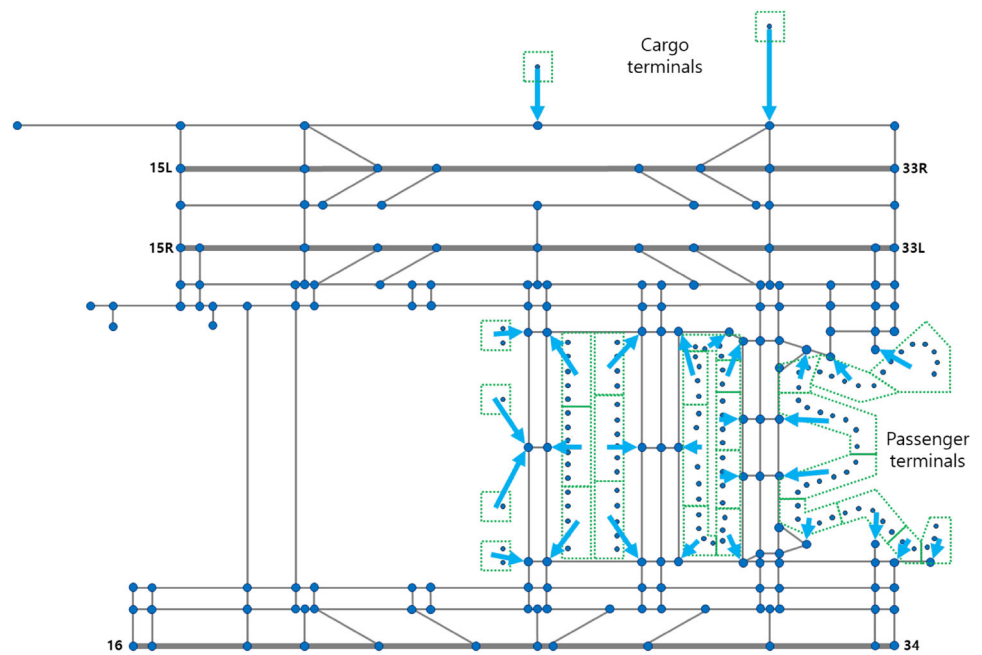 Cargo
terminals
15L
33R
15R
33L
Passenger
terminals
16
34